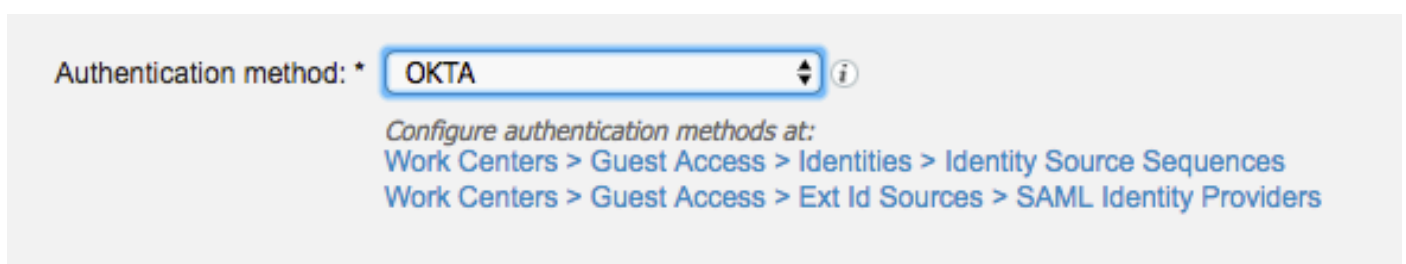 Authentication method: * OKTA i
Configure authentication methods at:
Work Centers > Guest Access > Identities > Identity Source Sequences
Work Centers > Guest Access > Ext Id Sources > SAML Identity Providers